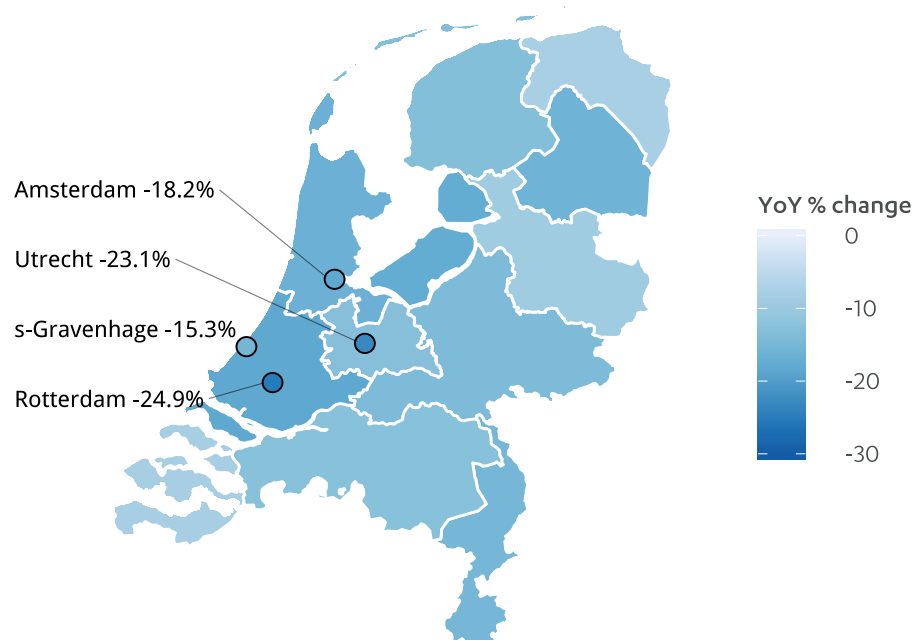 Amsterdam -18.2%
Utrecht -23.1%
s-Gravenhage -15.3%
Rotterdam -24.9%
YoY % change
0
-10
-20
-30